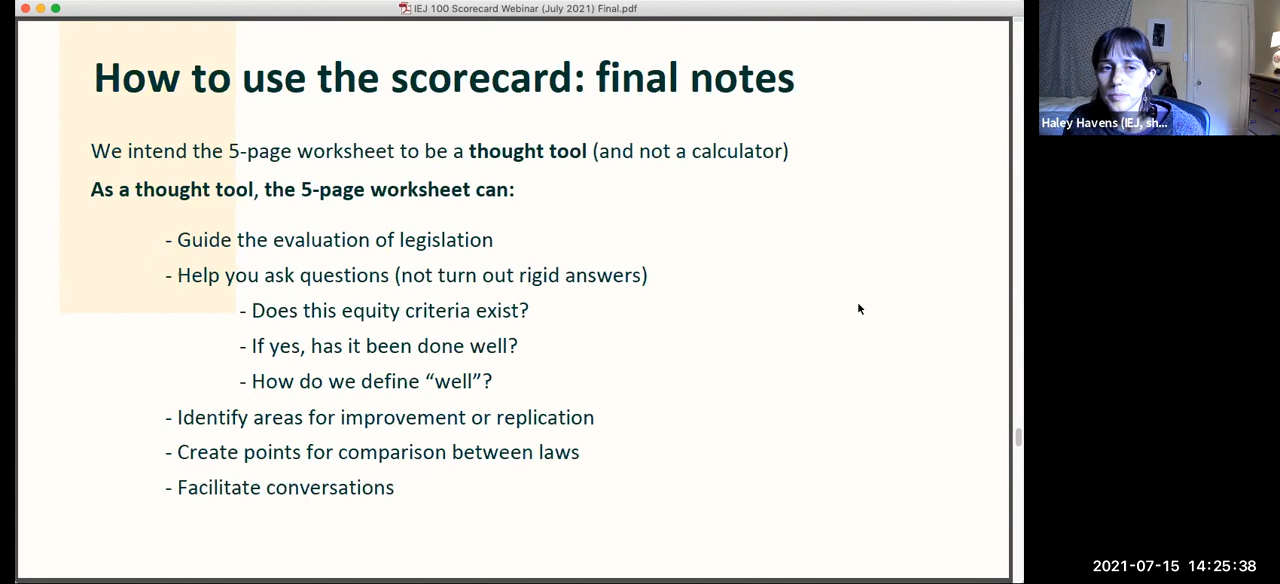 IEJ 100 Scorecard Webinar (July 2021) Final.pdf
How to use the scorecard: final notes
We intend the 5-page worksheet to be a thought tool (and not a calculator)
As a thought tool, the 5-page worksheet can:
- Guide the evaluation of legislation
- Help you ask questions (not turn out rigid answers)
- Does this equity criteria exist?
- If yes, has it been done well?
- How do we define “well”?
- Identify areas for improvement or replication
- Create points for comparison between laws
- Facilitate conversations
Haley Havens (IEJ, sh...
2021-07-15 14:25:38